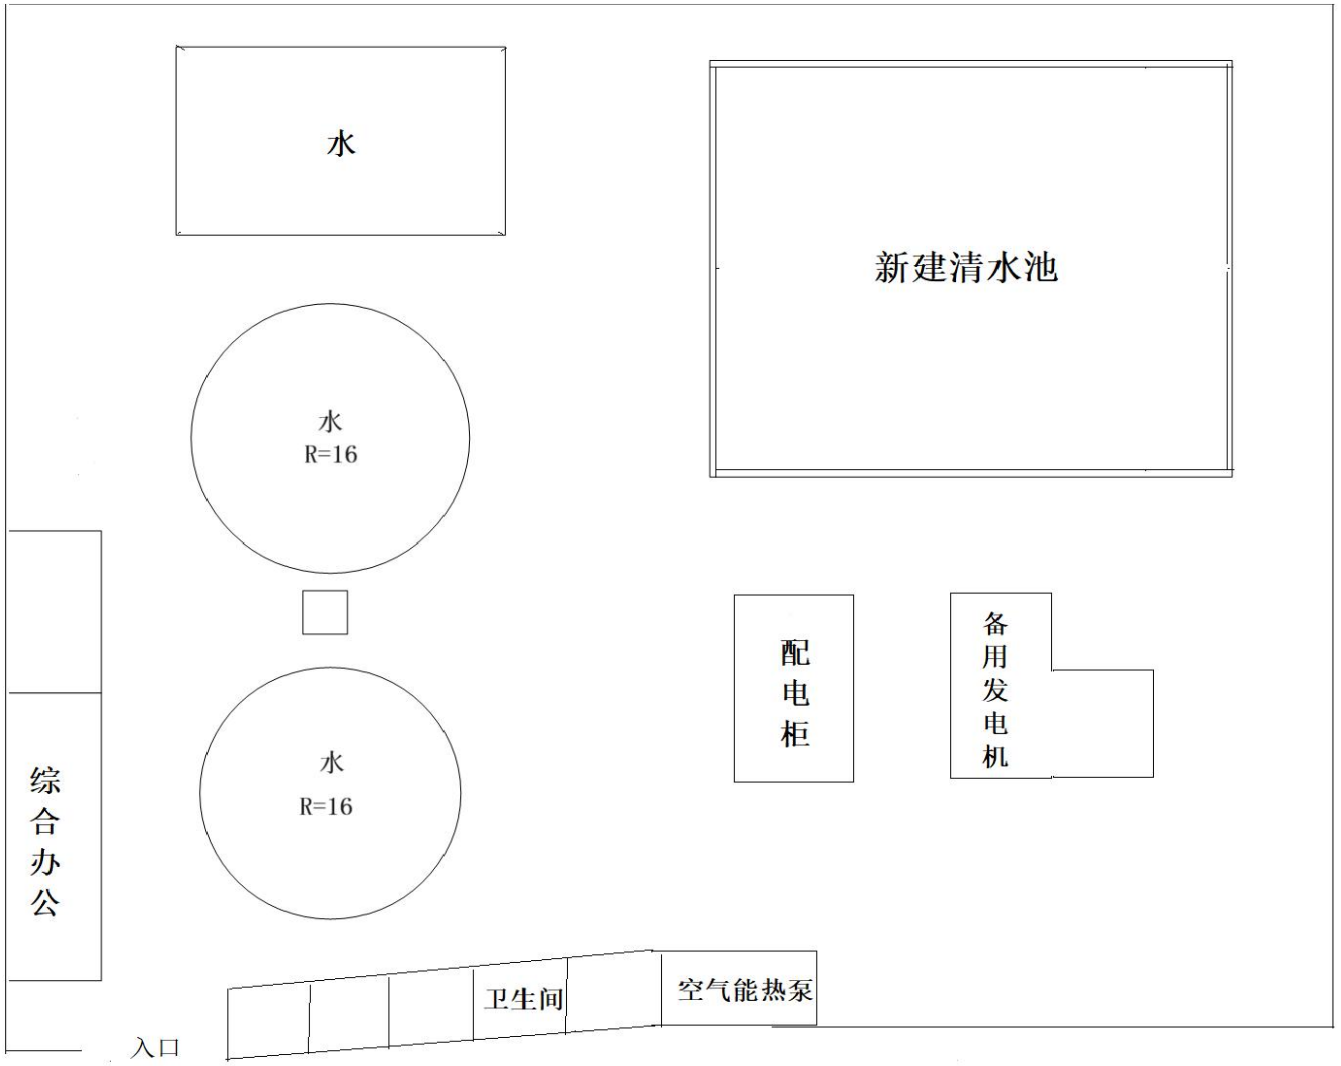 水
新建清水池
水
R=16
配电柜
备用发电机
水
R=16
综合办公
卫生间
空气能热泵
入口